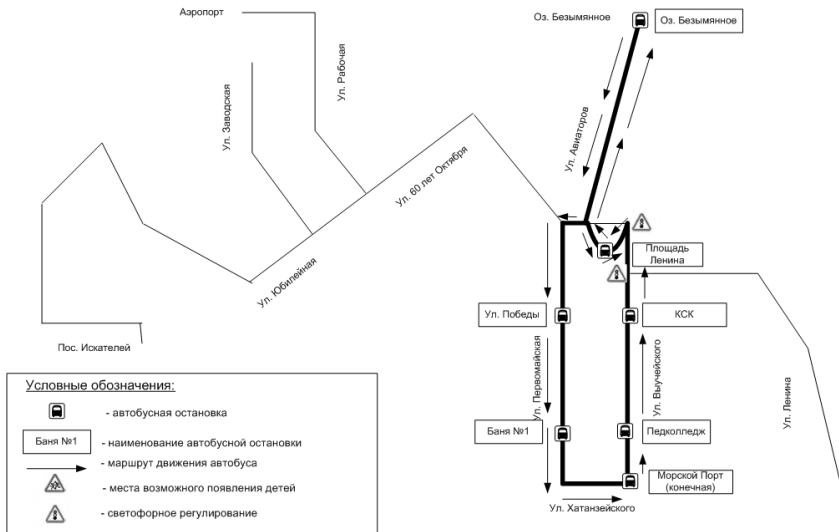 Аэропорт
Оз. Безымянное
Оз. Безымянное
Ул. Рабочая
Ул. Заводская
Ул. Авиаторов
Ул. 60 лет Октября
Площадь
Ленина
Ул. Юбилейная
Ул. Победы
КСК
Пос. Искателей
Ул. Первомайская
Ул. Выучейского
Ул. Ленина
Баня №1
Педколледж
Морской Порт
(конечная)
Ул. Хатанзейского
Условные обозначения:
- автобусная остановка
Баня №1
- наименование автобусной остановки
- маршрут движения автобуса
- места возможного появления детей
- светофорное регулирование